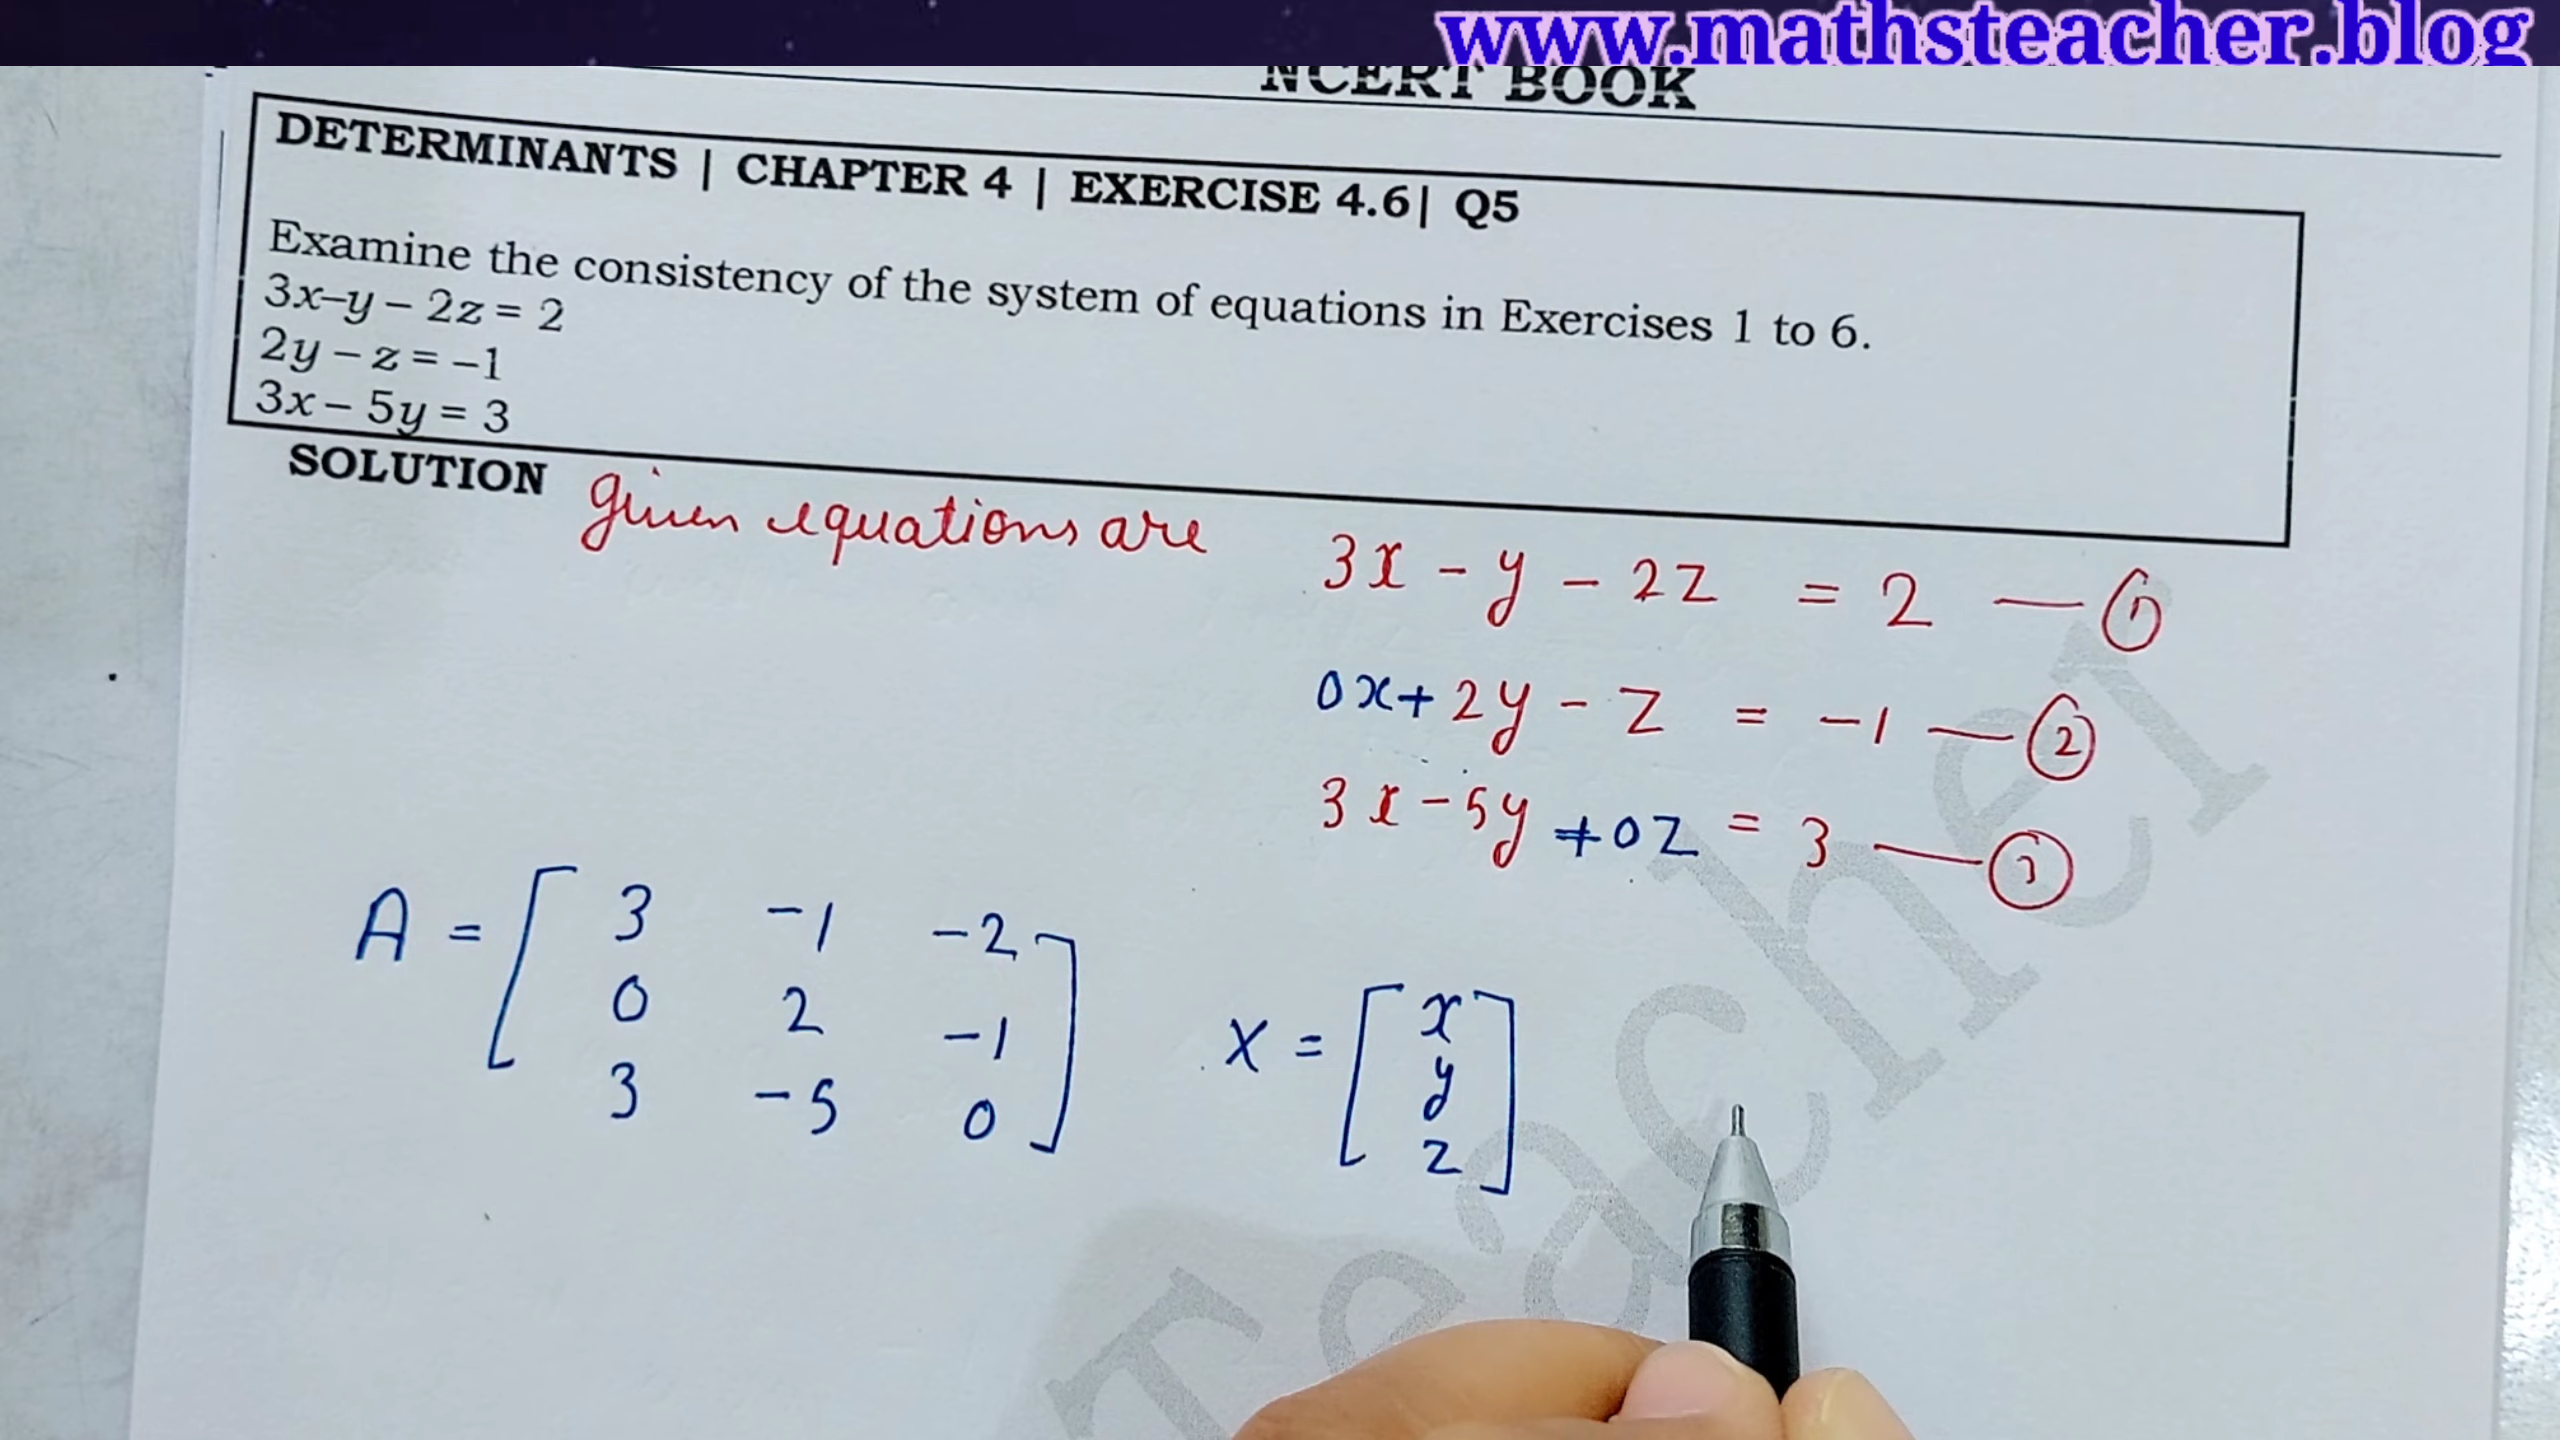 www.mathsteacher.blog
NCERT BOOK
DETERMINANTS | CHAPTER 4 | EXERCISE 4.6| Q5
Examine the consistency of the system of equations in Exercises 1 to 6.
3x–y – 2z = 2
2y – z = –1
3x – 5y = 3
SOLUTION given equations are
3x - y - 2z = 2 — ①
0x + 2y - z = -1 — ②
3x - 5y + 0z = 3 — ③
A = [ 3 -1 -2
0 2 -1
3 -5 0 ]
X = [ x
y
z ]
Teacher